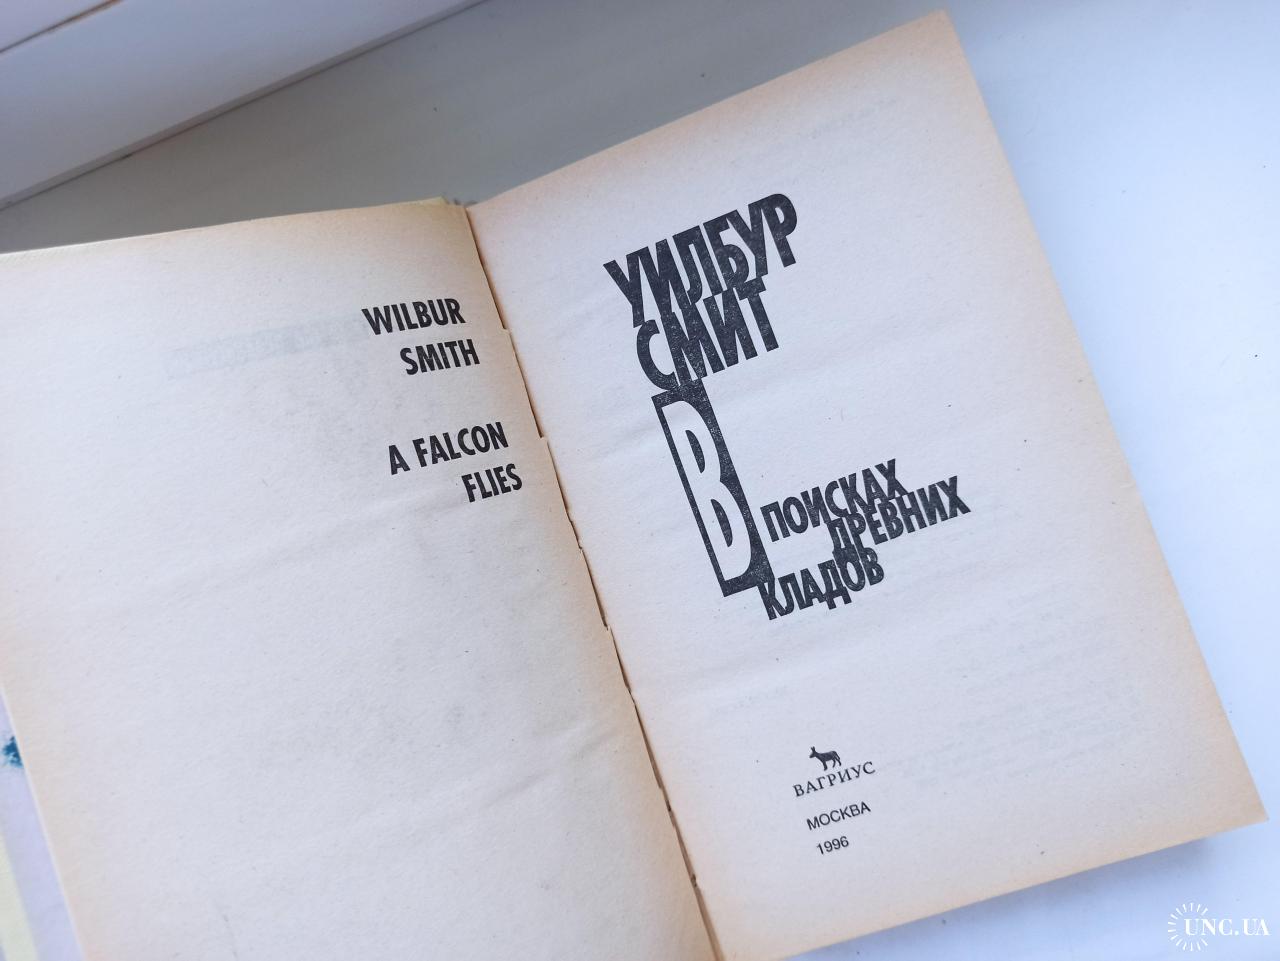 WILBUR
SMITH
A FALCON
FLIES
УИЛБУР
СМИТ
В
ПОИСКАХ
ДРЕВНИХ
КЛАДОВ
ВАГРИУС
МОСКВА
1996
UNC.UA